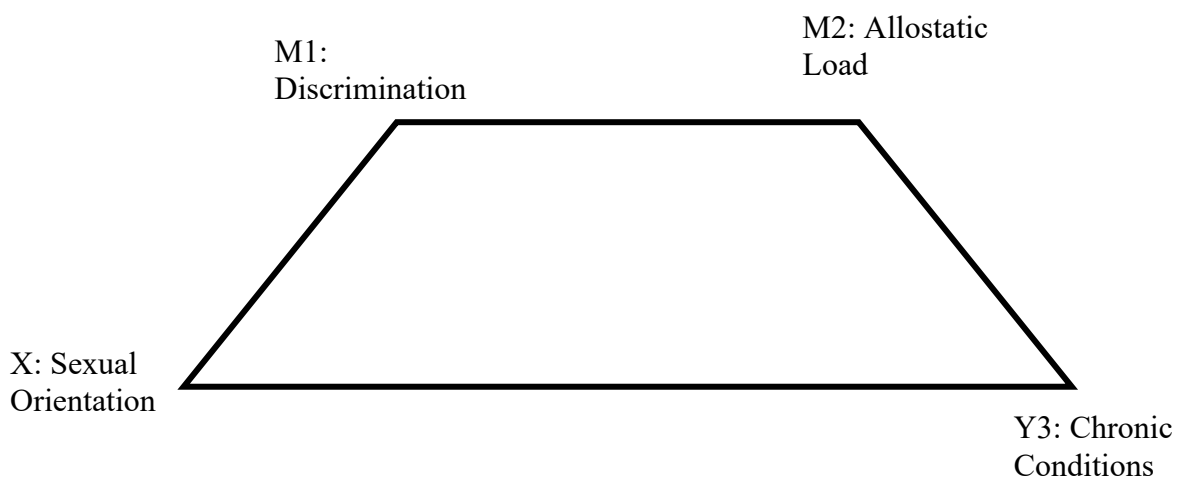 M1:
Discrimination
M2: Allostatic
Load
X: Sexual
Orientation
Y3: Chronic
Conditions